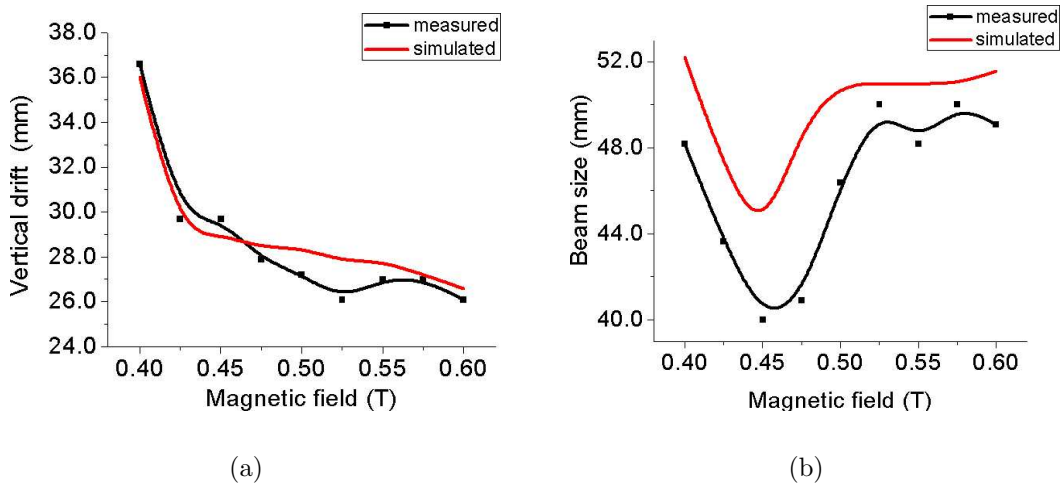 measured
simulated
Vertical drift (mm)
38.0
36.0
34.0
32.0
30.0
28.0
26.0
24.0
0.40 0.45 0.50 0.55 0.60
Magnetic field (T)
(a)
measured
simulated
Beam size (mm)
52.0
48.0
44.0
40.0
0.40 0.45 0.50 0.55 0.60
Magnetic field (T)
(b)